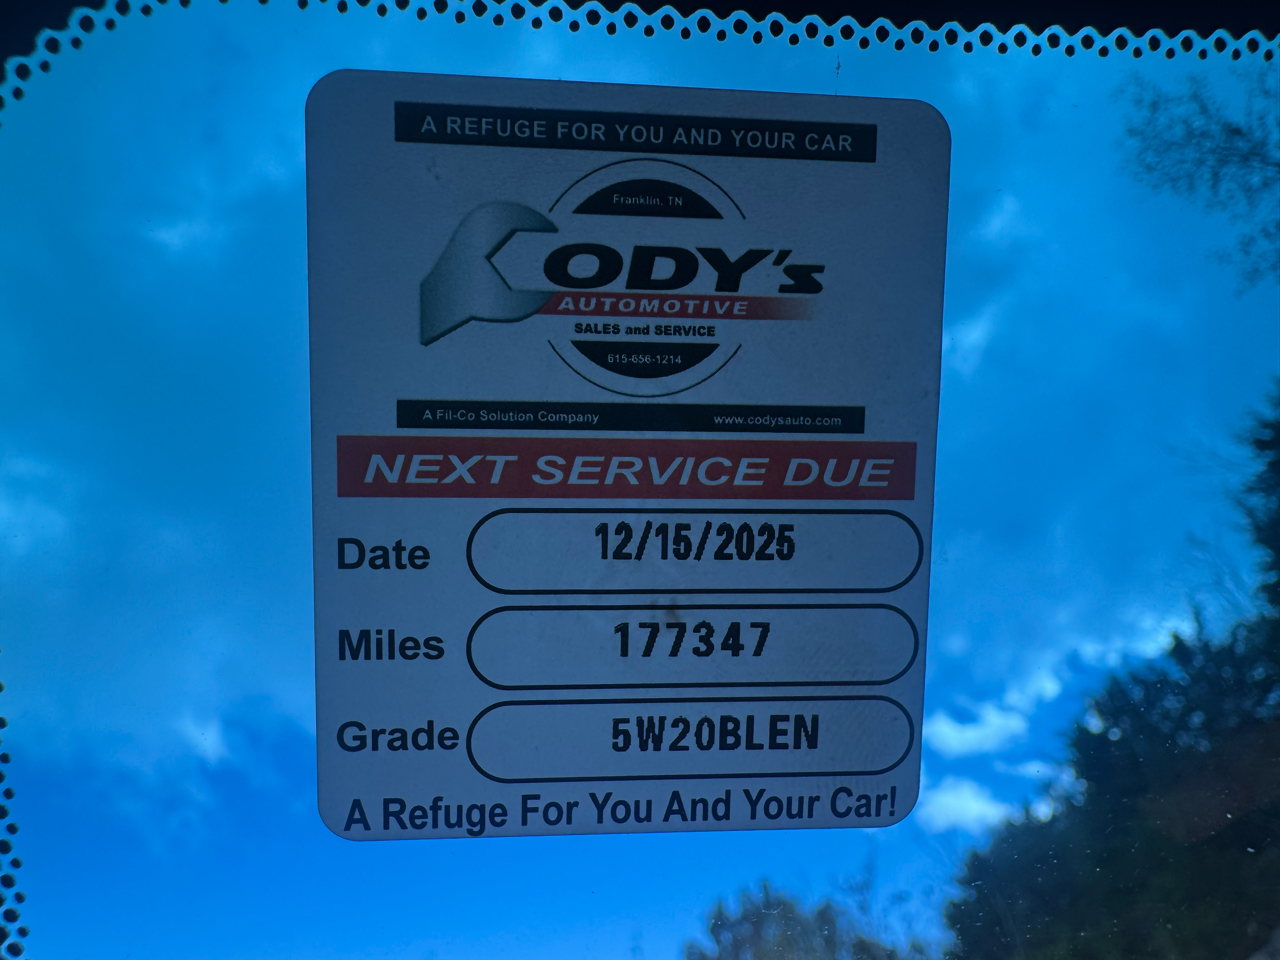 A REFUGE FOR YOU AND YOUR CAR
Franklin, TN
CODY's
AUTOMOTIVE
SALES and SERVICE
615-656-1214
A Fil-Co Solution Company www.codysauto.com
NEXT SERVICE DUE
Date 12/15/2025
Miles 177347
Grade 5W20BLEN
A Refuge For You And Your Car!